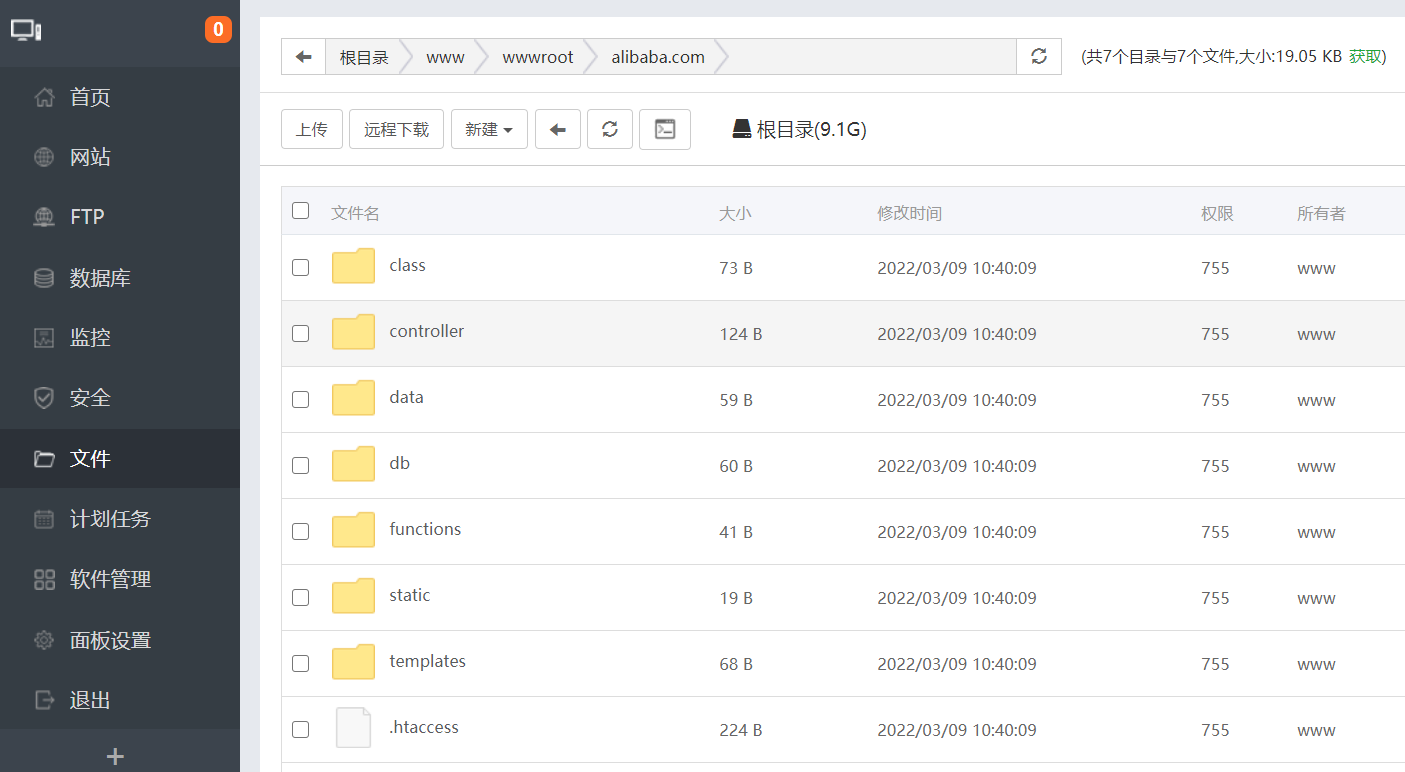 0
首页
网站
FTP
数据库
监控
安全
文件
计划任务
软件管理
面板设置
退出
根目录 www wwwroot alibaba.com (共7个目录与7个文件,大小:19.05 KB 获取)
上传 远程下载 新建 根目录(9.1G)
文件名 大小 修改时间 权限 所有者
class 73 B 2022/03/09 10:40:09 755 www
controller 124 B 2022/03/09 10:40:09 755 www
data 59 B 2022/03/09 10:40:09 755 www
db 60 B 2022/03/09 10:40:09 755 www
functions 41 B 2022/03/09 10:40:09 755 www
static 19 B 2022/03/09 10:40:09 755 www
templates 68 B 2022/03/09 10:40:09 755 www
.htaccess 224 B 2022/03/09 10:40:09 755 www